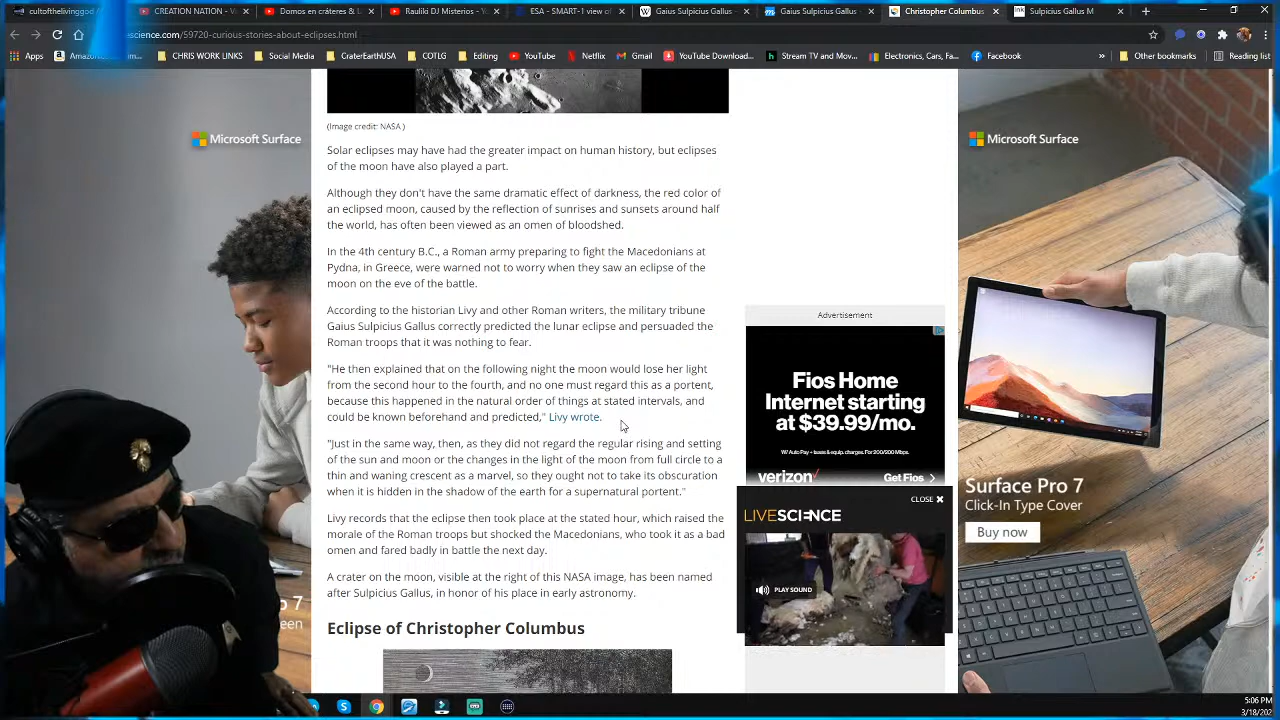 cultofthelivinggod
CREATION NATION - V
Domos en cráteres & l
Rauliki DJ Misterios - Yo
ESA - SMART-1 view of
Gaius Sulpicius Gallus -
Gaius Sulpicius Gallus -
Christopher Columbus
Sulpicius Gallus M
science.com/59720-curious-stories-about-eclipses.html
Apps
CHRIS WORK LINKS
Social Media
CraterEarthUSA
COTLG
Editing
YouTube
Netflix
Gmail
YouTube Download...
Stream TV and Mov...
Electronics, Cars, Fa...
Facebook
»
Other bookmarks
Reading list
Microsoft Surface
Microsoft Surface
(Image credit: NASA )
Solar eclipses may have had the greater impact on human history, but eclipses
of the moon have also played a part.
Although they don't have the same dramatic effect of darkness, the red color of
an eclipsed moon, caused by the reflection of sunrises and sunsets around half
the world, has often been viewed as an omen of bloodshed.
In the 4th century B.C., a Roman army preparing to fight the Macedonians at
Pydna, in Greece, were warned not to worry when they saw an eclipse of the
moon on the eve of the battle.
According to the historian Livy and other Roman writers, the military tribune
Gaius Sulpicius Gallus correctly predicted the lunar eclipse and persuaded the
Roman troops that it was nothing to fear.
"He then explained that on the following night the moon would lose her light
from the second hour to the fourth, and no one must regard this as a portent,
because this happened in the natural order of things at stated intervals, and
could be known beforehand and predicted," Livy wrote.
"Just in the same way, then, as they did not regard the regular rising and setting
of the sun and moon or the changes in the light of the moon from full circle to a
thin and waning crescent as a marvel, so they ought not to take its obscuration
when it is hidden in the shadow of the earth for a supernatural portent."
Livy records that the eclipse then took place at the stated hour, which raised the
morale of the Roman troops but shocked the Macedonians, who took it as a bad
omen and fared badly in battle the next day.
A crater on the moon, visible at the right of this NASA image, has been named
after Sulpicius Gallus, in honor of his place in early astronomy.
Eclipse of Christopher Columbus
Advertisement
Fios Home
Internet starting
at $39.99/mo.
W/ Auto Pay + taxes & equip. charges. For 200/200 Mbps.
verizon
Get Fios
CLOSE
LIVESCIENCE
PLAY SOUND
Surface Pro 7
Click-In Type Cover
Buy now
o 7
een
5:06 PM
3/18/202